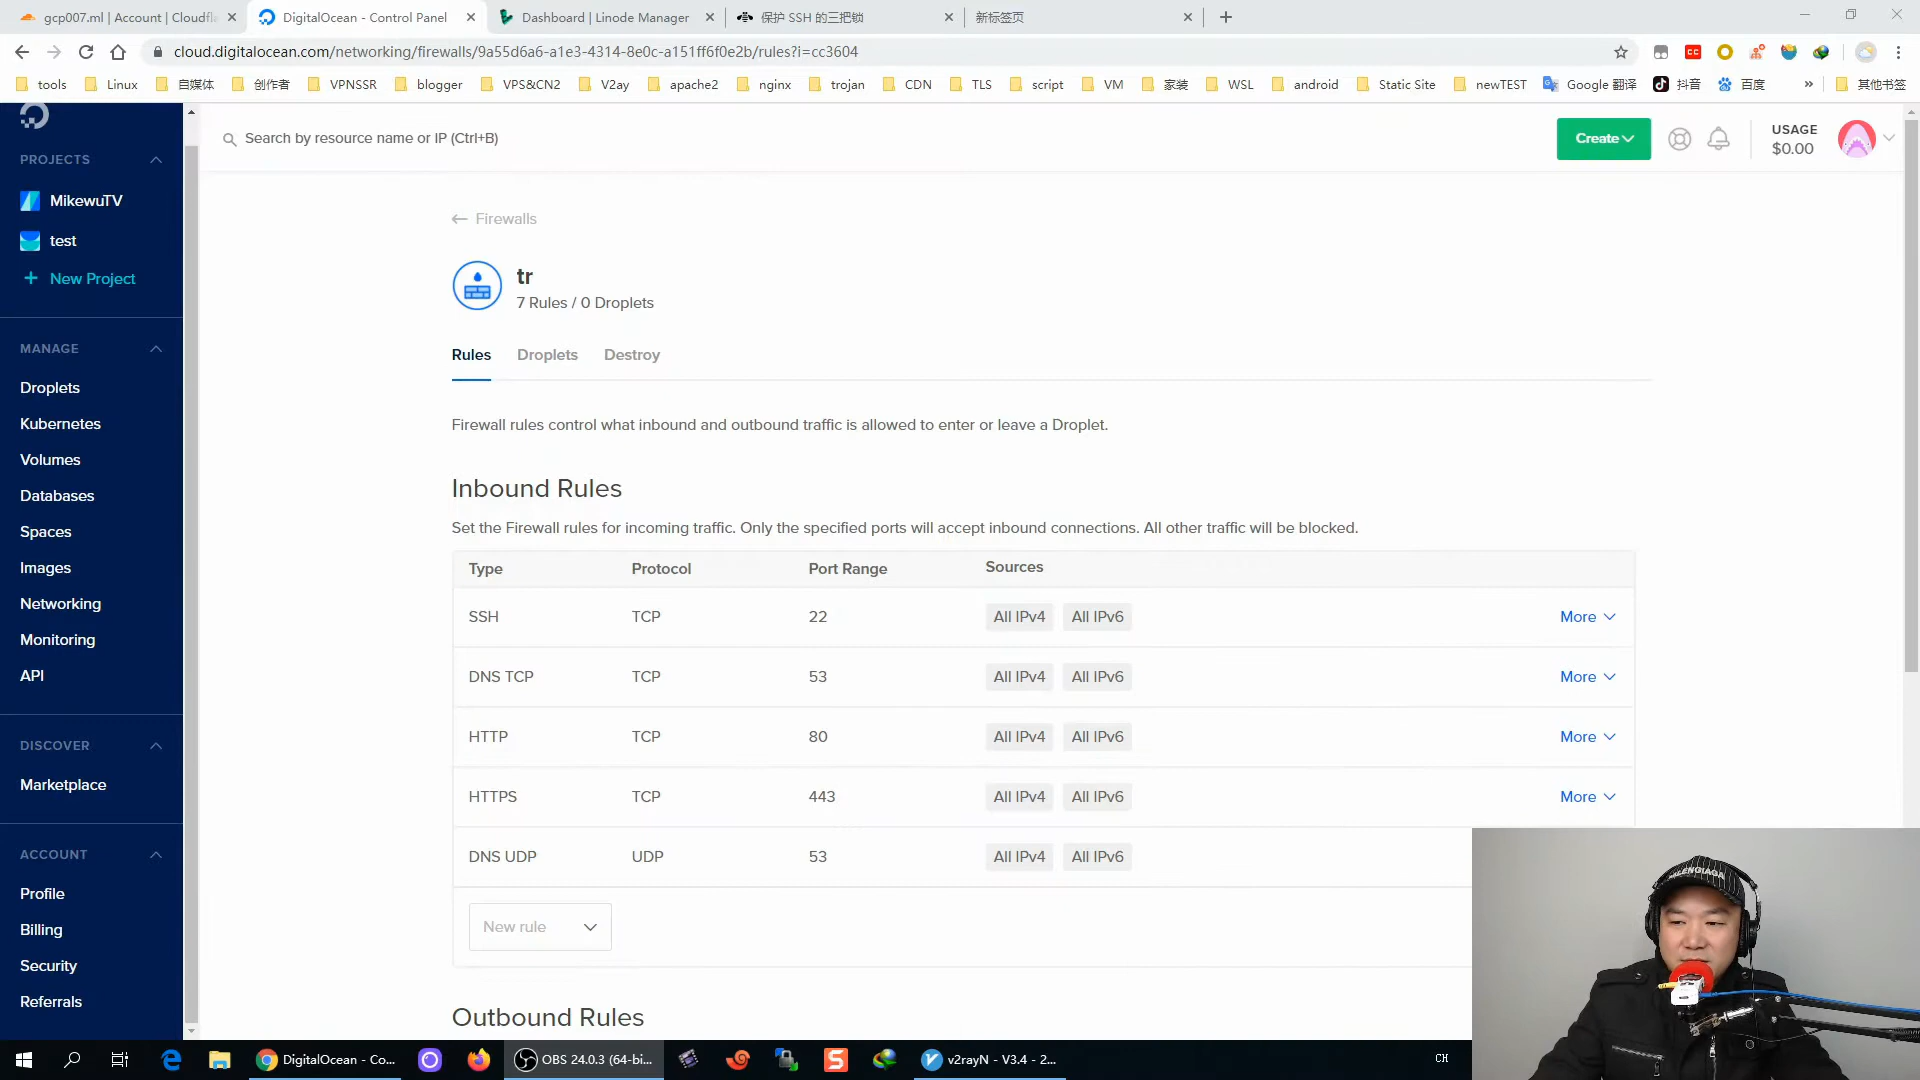 gcp007.ml | Account | Cloudfl
DigitalOcean - Control Panel
Dashboard | Linode Manager
保护 SSH 的三把锁
新标签页
cloud.digitalocean.com/networking/firewalls/9a55d6a6-a1e3-4314-8e0c-a151ff6f0e2b/rules?i=cc3604
tools
Linux
自媒体
创作者
VPNSSR
blogger
VPS&CN2
V2ay
apache2
nginx
trojan
CDN
TLS
script
VM
家装
WSL
android
Static Site
newTEST
Google 翻译
抖音
百度
»
其他书签
PROJECTS
MikewuTV
test
+ New Project
MANAGE
Droplets
Kubernetes
Volumes
Databases
Spaces
Images
Networking
Monitoring
API
DISCOVER
Marketplace
ACCOUNT
Profile
Billing
Security
Referrals
Search by resource name or IP (Ctrl+B)
Create
USAGE
$0.00
← Firewalls
tr
7 Rules / 0 Droplets
Rules Droplets Destroy
Firewall rules control what inbound and outbound traffic is allowed to enter or leave a Droplet.
Inbound Rules
Set the Firewall rules for incoming traffic. Only the specified ports will accept inbound connections. All other traffic will be blocked.
Type Protocol Port Range Sources
SSH TCP 22 All IPv4 All IPv6 More
DNS TCP TCP 53 All IPv4 All IPv6 More
HTTP TCP 80 All IPv4 All IPv6 More
HTTPS TCP 443 All IPv4 All IPv6 More
DNS UDP UDP 53 All IPv4 All IPv6
New rule
Outbound Rules
BALENCIAGA
DigitalOcean - Co...
OBS 24.0.3 (64-bi...
v2rayN - V3.4 - 2...
CH